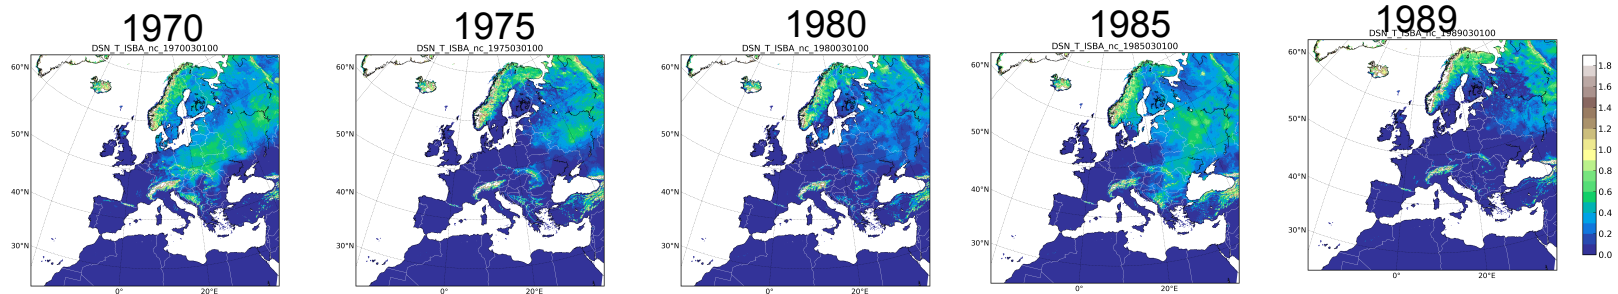 1970
DSN_T_ISBA_nc_1970030100
60°N
50°N
40°N
30°N
0°
20°E
1975
DSN_T_ISBA_nc_1975030100
60°N
50°N
40°N
30°N
0°
20°E
1980
DSN_T_ISBA_nc_1980030100
60°N
50°N
40°N
30°N
0°
20°E
1985
DSN_T_ISBA_nc_1985030100
60°N
50°N
40°N
30°N
0°
20°E
1989
DSN_T_ISBA_nc_1989030100
60°N
50°N
40°N
30°N
0°
20°E
1.8
1.6
1.4
1.2
1.0
0.8
0.6
0.4
0.2
0.0